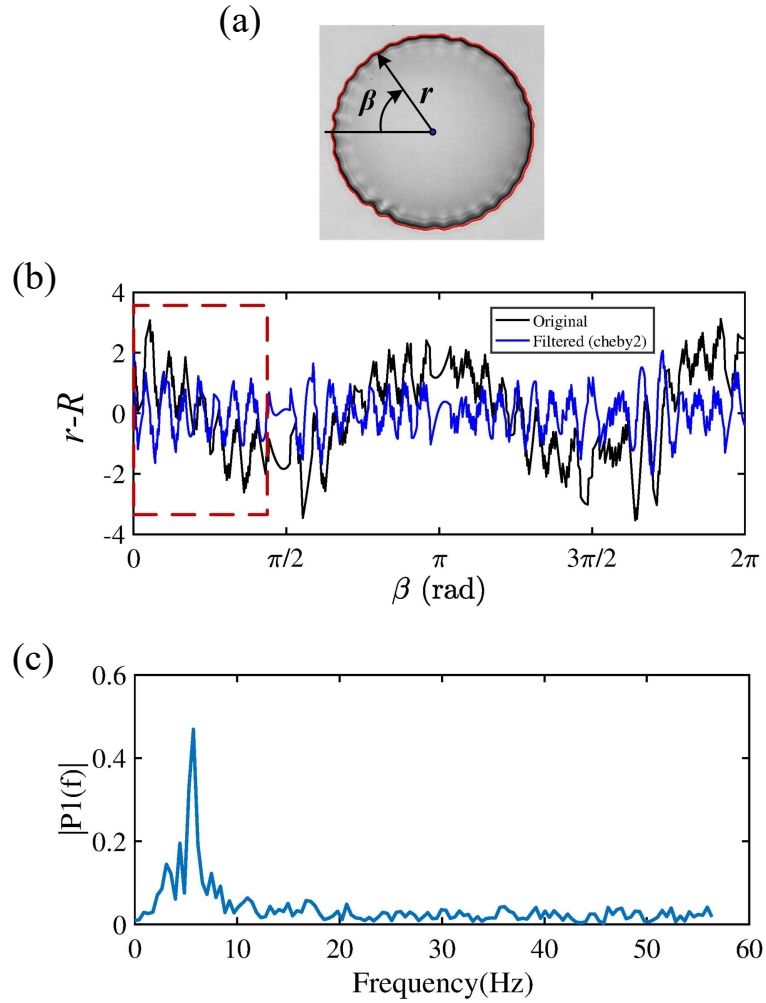 (a)
β
r
(b)
4
2
0
-2
-4
r-R
Original
Filtered (cheby2)
0
π/2
π
3π/2
2π
β (rad)
(c)
0.6
0.4
0.2
0
|P1(f)|
0
10
20
30
40
50
60
Frequency(Hz)